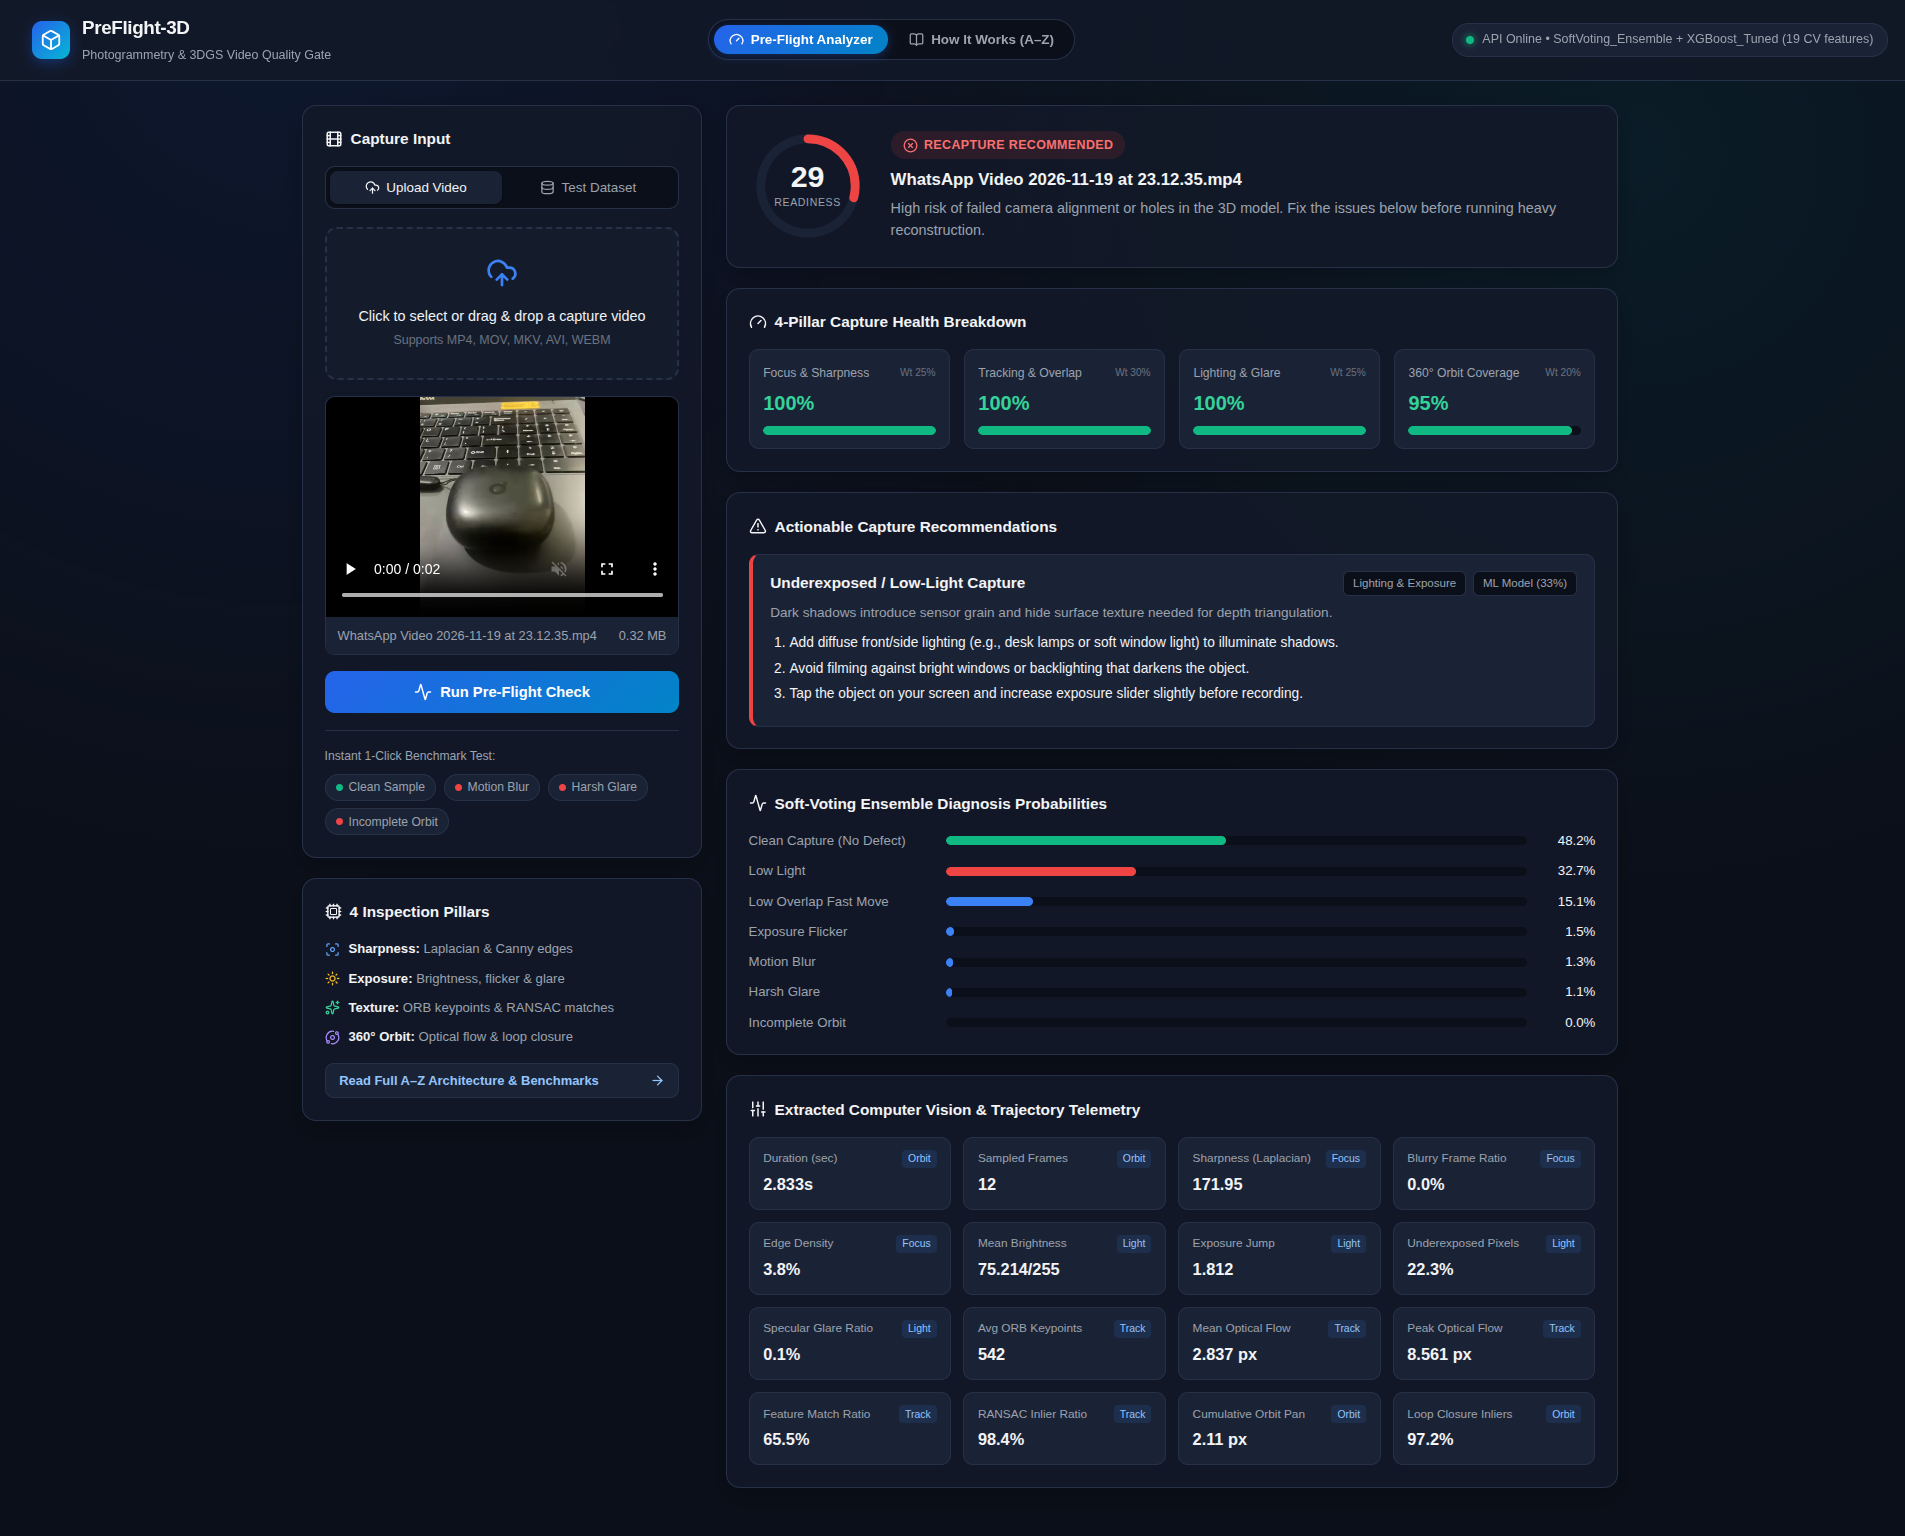 PreFlight-3D
Photogrammetry & 3DGS Video Quality Gate
Pre-Flight Analyzer
How It Works (A–Z)
API Online • SoftVoting_Ensemble + XGBoost_Tuned (19 CV features)
Capture Input
Upload Video
Test Dataset
Click to select or drag & drop a capture video
Supports MP4, MOV, MKV, AVI, WEBM
0:00 / 0:02
WhatsApp Video 2026-11-19 at 23.12.35.mp4 0.32 MB
Run Pre-Flight Check
Instant 1-Click Benchmark Test:
Clean Sample
Motion Blur
Harsh Glare
Incomplete Orbit
4 Inspection Pillars
Sharpness: Laplacian & Canny edges
Exposure: Brightness, flicker & glare
Texture: ORB keypoints & RANSAC matches
360° Orbit: Optical flow & loop closure
Read Full A–Z Architecture & Benchmarks
29
READINESS
RECAPTURE RECOMMENDED
WhatsApp Video 2026-11-19 at 23.12.35.mp4
High risk of failed camera alignment or holes in the 3D model. Fix the issues below before running heavy
reconstruction.
4-Pillar Capture Health Breakdown
Focus & Sharpness Wt 25%
100%
Tracking & Overlap Wt 30%
100%
Lighting & Glare Wt 25%
100%
360° Orbit Coverage Wt 20%
95%
Actionable Capture Recommendations
Underexposed / Low-Light Capture
Lighting & Exposure
ML Model (33%)
Dark shadows introduce sensor grain and hide surface texture needed for depth triangulation.
1. Add diffuse front/side lighting (e.g., desk lamps or soft window light) to illuminate shadows.
2. Avoid filming against bright windows or backlighting that darkens the object.
3. Tap the object on your screen and increase exposure slider slightly before recording.
Soft-Voting Ensemble Diagnosis Probabilities
Clean Capture (No Defect) 48.2%
Low Light 32.7%
Low Overlap Fast Move 15.1%
Exposure Flicker 1.5%
Motion Blur 1.3%
Harsh Glare 1.1%
Incomplete Orbit 0.0%
Extracted Computer Vision & Trajectory Telemetry
Duration (sec) Orbit
2.833s
Sampled Frames Orbit
12
Sharpness (Laplacian) Focus
171.95
Blurry Frame Ratio Focus
0.0%
Edge Density Focus
3.8%
Mean Brightness Light
75.214/255
Exposure Jump Light
1.812
Underexposed Pixels Light
22.3%
Specular Glare Ratio Light
0.1%
Avg ORB Keypoints Track
542
Mean Optical Flow Track
2.837 px
Peak Optical Flow Track
8.561 px
Feature Match Ratio Track
65.5%
RANSAC Inlier Ratio Track
98.4%
Cumulative Orbit Pan Orbit
2.11 px
Loop Closure Inliers Orbit
97.2%